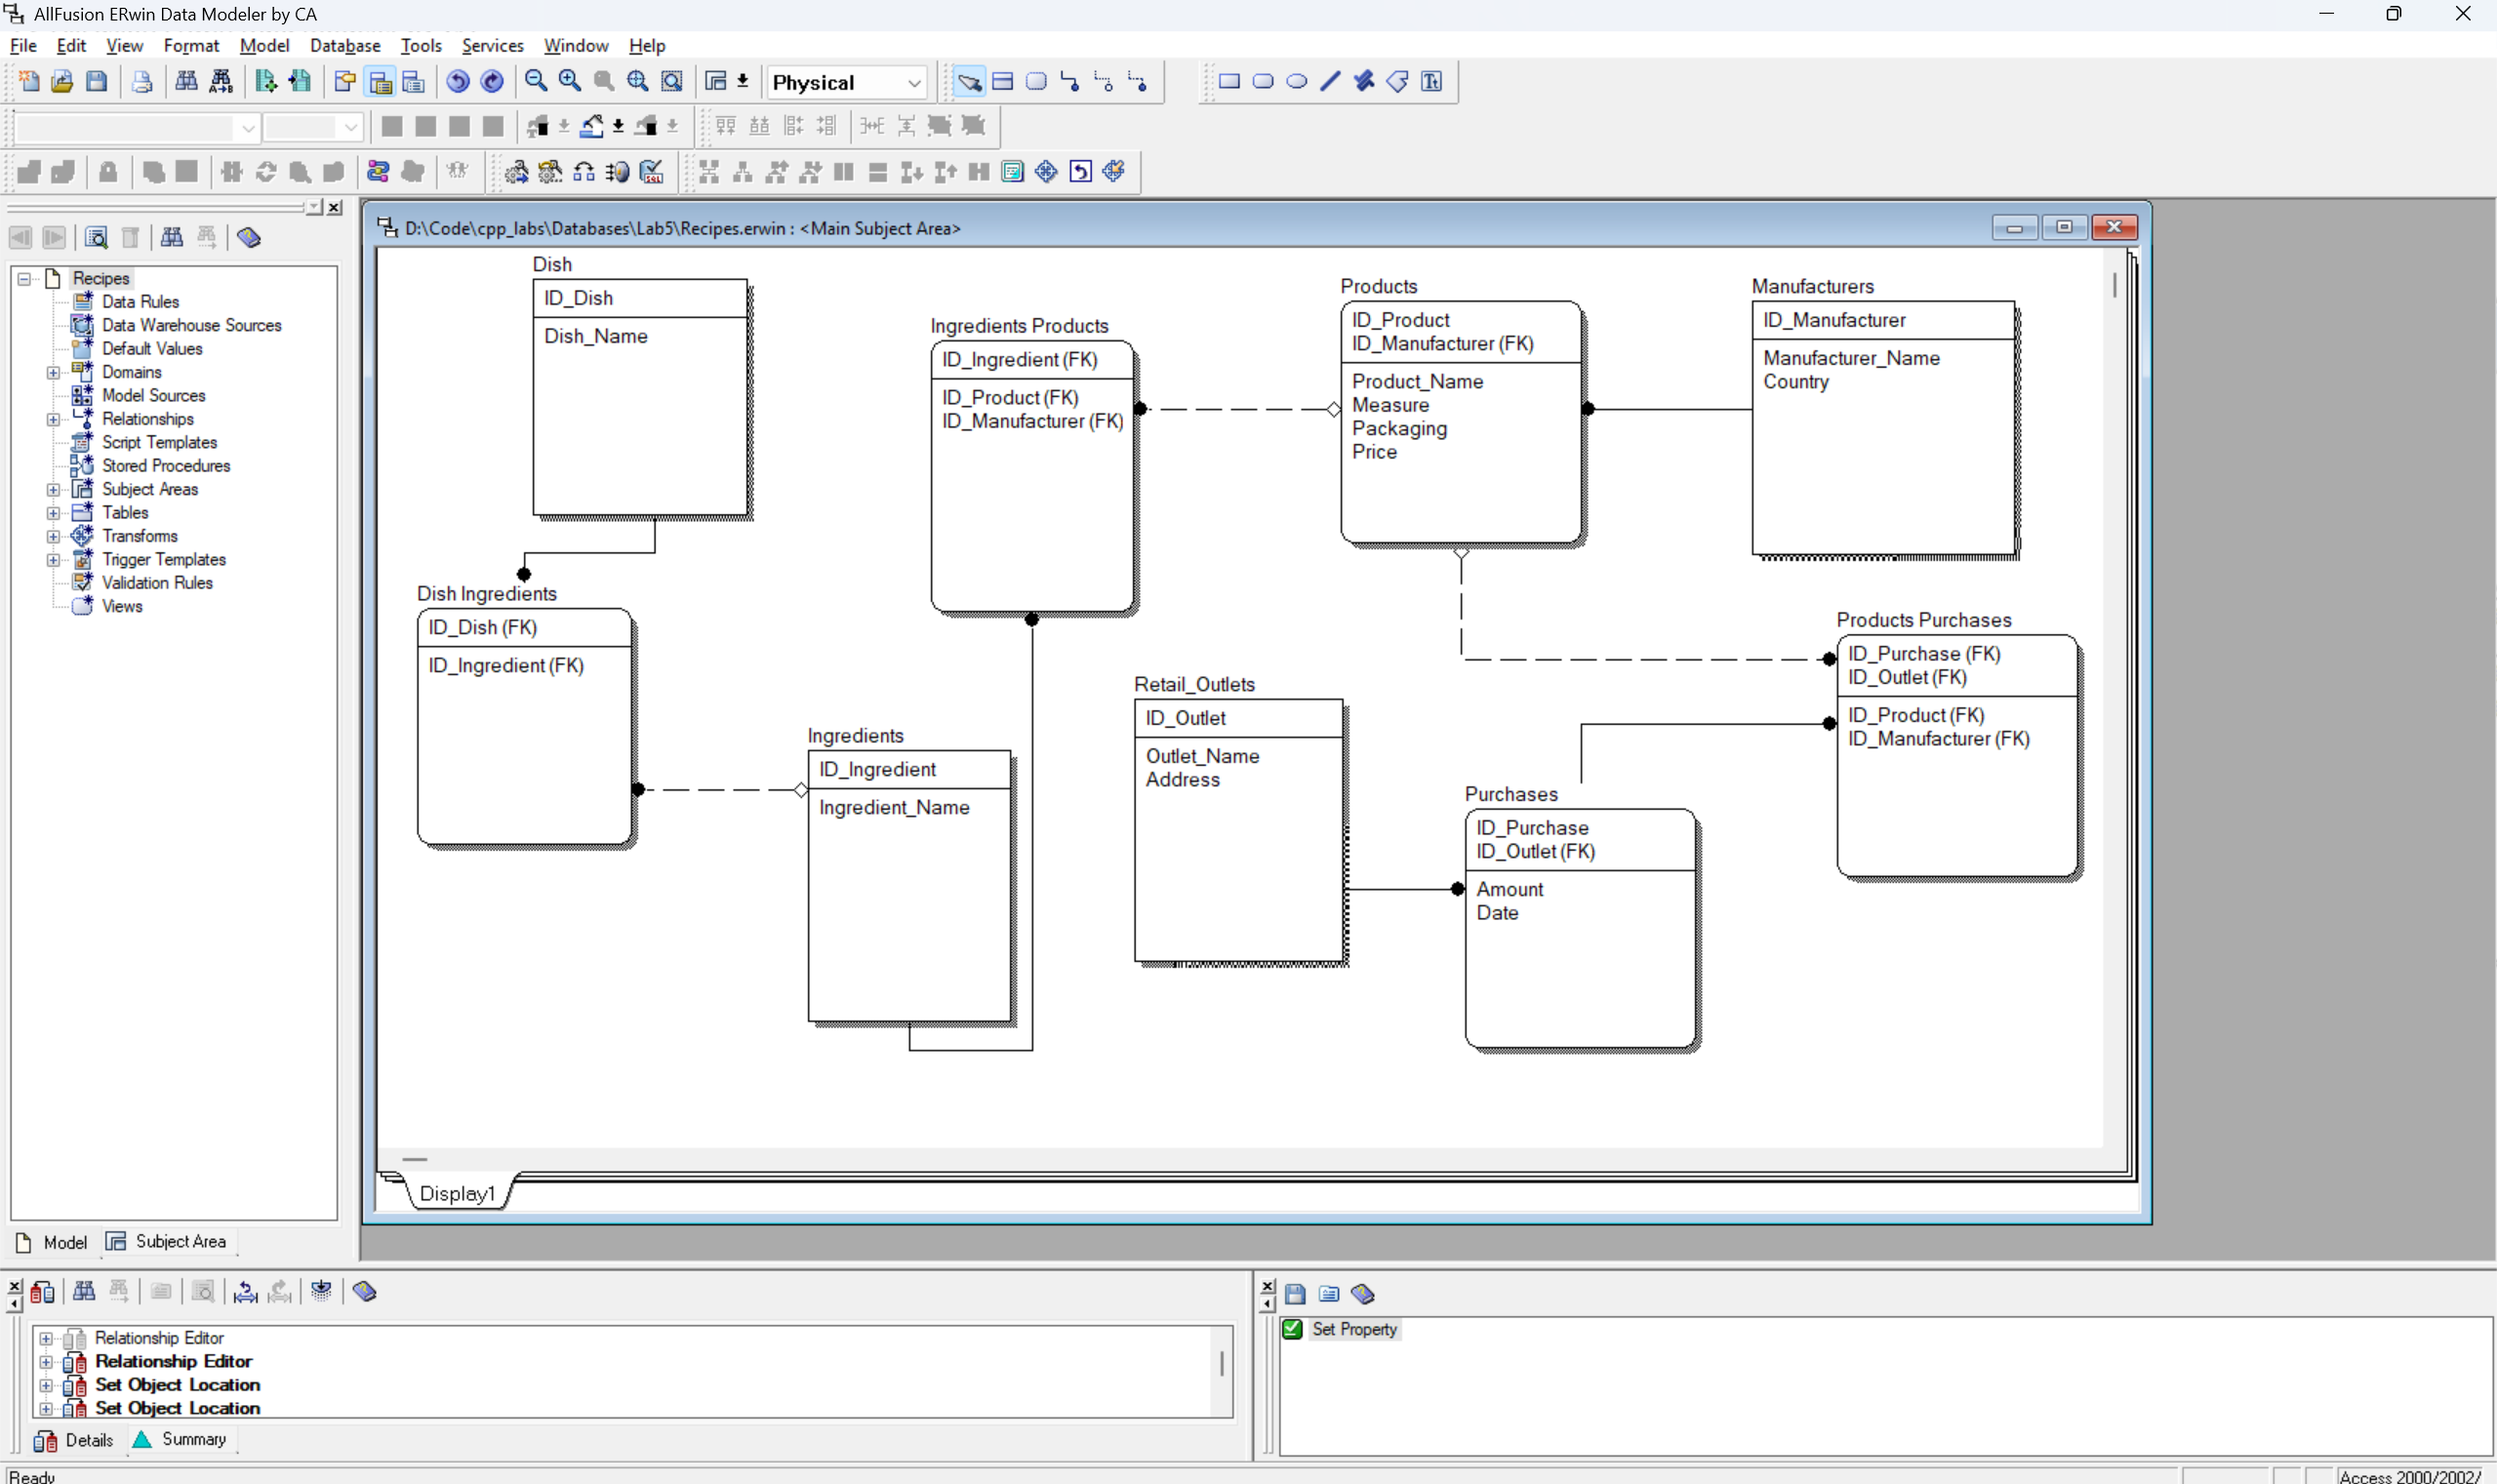 AllFusion ERwin Data Modeler by CA
File Edit View Format Model Database Tools Services Window Help
Physical
D:\Code\cpp_labs\Databases\Lab5\Recipes.erwin : <Main Subject Area>
Recipes
Data Rules
Data Warehouse Sources
Default Values
Domains
Model Sources
Relationships
Script Templates
Stored Procedures
Subject Areas
Tables
Transforms
Trigger Templates
Validation Rules
Views
Model
Subject Area
Dish
ID_Dish
Dish_Name
Ingredients Products
ID_Ingredient (FK)
ID_Product (FK)
ID_Manufacturer (FK)
Products
ID_Product
ID_Manufacturer (FK)
Product_Name
Measure
Packaging
Price
Manufacturers
ID_Manufacturer
Manufacturer_Name
Country
Dish Ingredients
ID_Dish (FK)
ID_Ingredient (FK)
Ingredients
ID_Ingredient
Ingredient_Name
Retail_Outlets
ID_Outlet
Outlet_Name
Address
Purchases
ID_Purchase
ID_Outlet (FK)
Amount
Date
Products Purchases
ID_Purchase (FK)
ID_Outlet (FK)
ID_Product (FK)
ID_Manufacturer (FK)
Display1
Relationship Editor
Relationship Editor
Set Object Location
Set Object Location
Details
Summary
Set Property
Ready
Access 2000/2002/